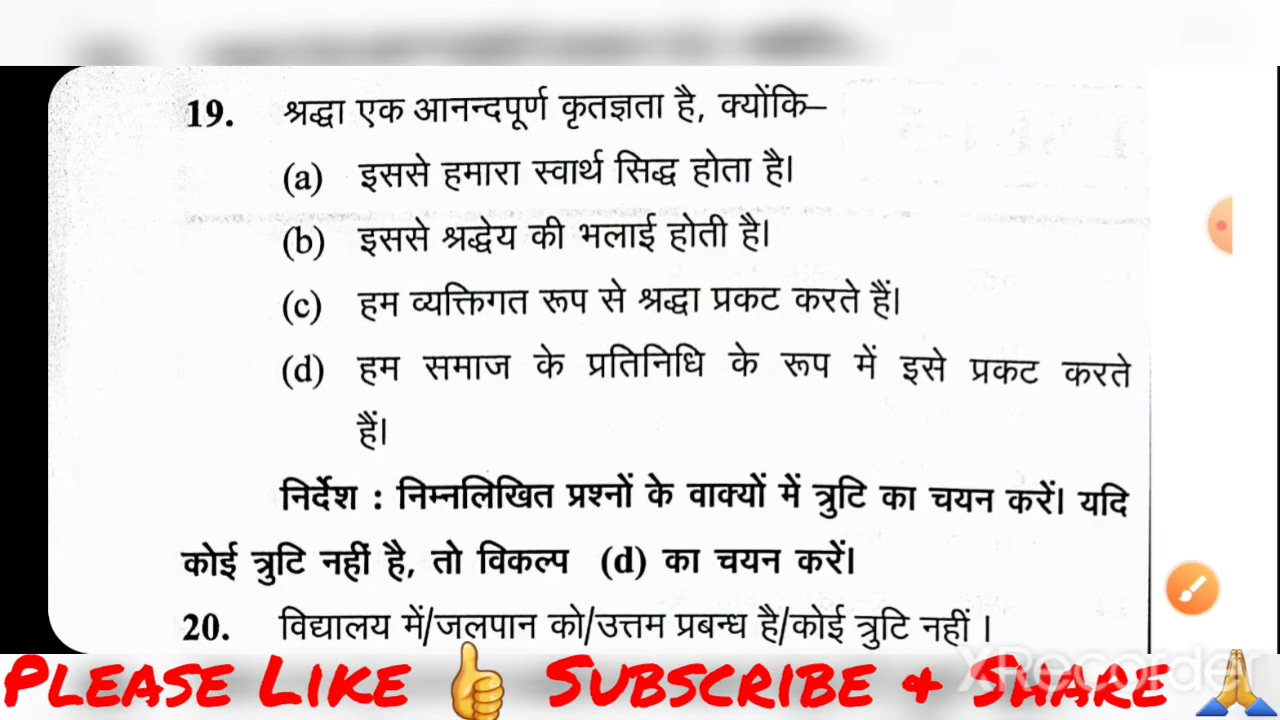 19. श्रद्धा एक आनन्दपूर्ण कृतज्ञता है, क्योंकि–
(a) इससे हमारा स्वार्थ सिद्ध होता है।
(b) इससे श्रद्धेय की भलाई होती है।
(c) हम व्यक्तिगत रूप से श्रद्धा प्रकट करते हैं।
(d) हम समाज के प्रतिनिधि के रूप में इसे प्रकट करते
हैं।
निर्देश : निम्नलिखित प्रश्नों के वाक्यों में त्रुटि का चयन करें। यदि
कोई त्रुटि नहीं है, तो विकल्प (d) का चयन करें।
20. विद्यालय में/जलपान को/उत्तम प्रबन्ध है/कोई त्रुटि नहीं ।
XRecorder
PLEASE LIKE 👍 SUBSCRIBE & SHARE 🙏